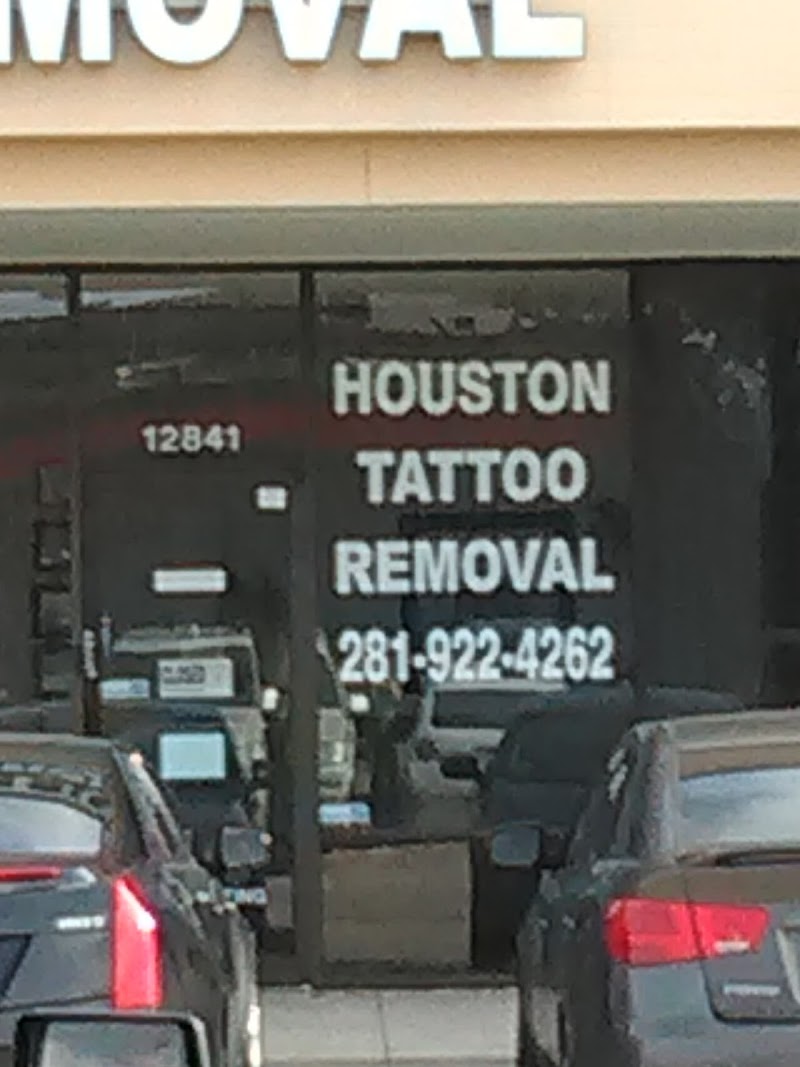 MOVAL
12841
HOUSTON
TATTOO
REMOVAL
281-922-4262